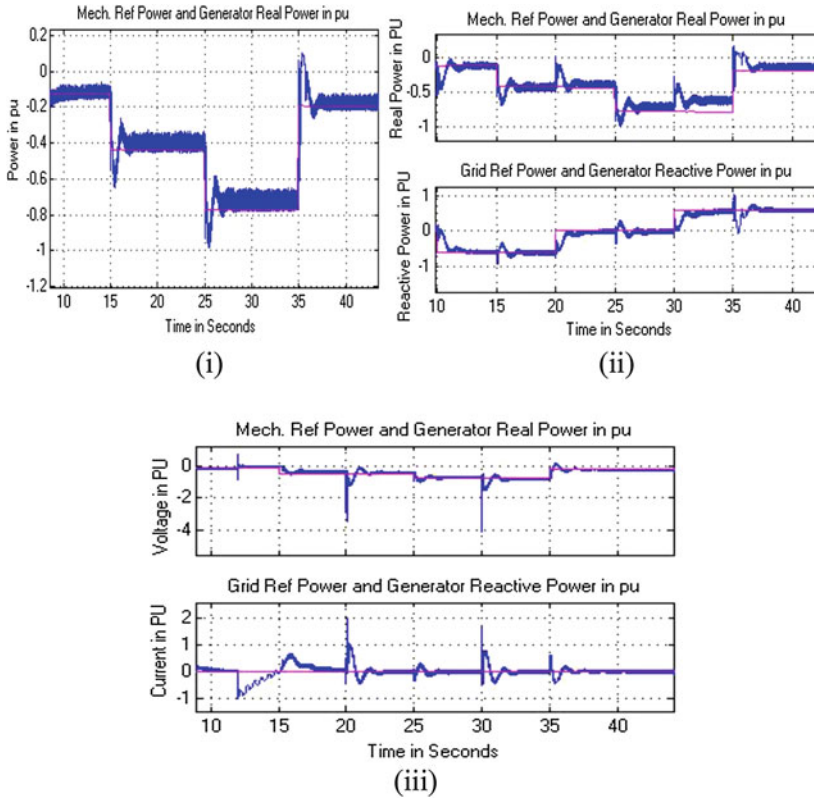 Mech. Ref Power and Generator Real Power in pu
Power in pu
0.2
0
-0.2
-0.4
-0.6
-0.8
-1
-1.2
10 15 20 25 30 35 40
Time in Seconds
(i)
Mech. Ref Power and Generator Real Power in pu
Real Power in PU
0
-0.5
-1
Grid Ref Power and Generator Reactive Power in pu
Reactive Power in PU
1
0
-1
10 15 20 25 30 35 40
Time in Seconds
(ii)
Mech. Ref Power and Generator Real Power in pu
Voltage in PU
0
-2
-4
Grid Ref Power and Generator Reactive Power in pu
Current in PU
2
1
0
-1
10 15 20 25 30 35 40
Time in Seconds
(iii)